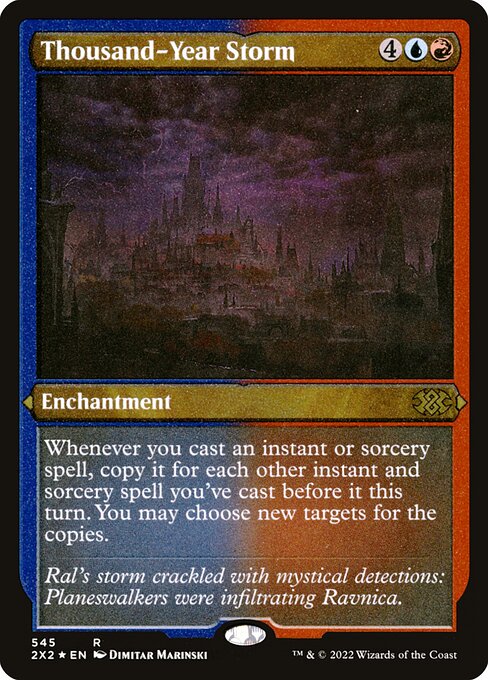 Thousand-Year Storm 4
Enchantment
Whenever you cast an instant or sorcery
spell, copy it for each other instant and
sorcery spell you've cast before it this
turn. You may choose new targets for the
copies.
Ral's storm crackled with mystical detections:
Planeswalkers were infiltrating Ravnica.
545 R
2X2 ★ EN Dimitar Marinski
™ & © 2022 Wizards of the Coast